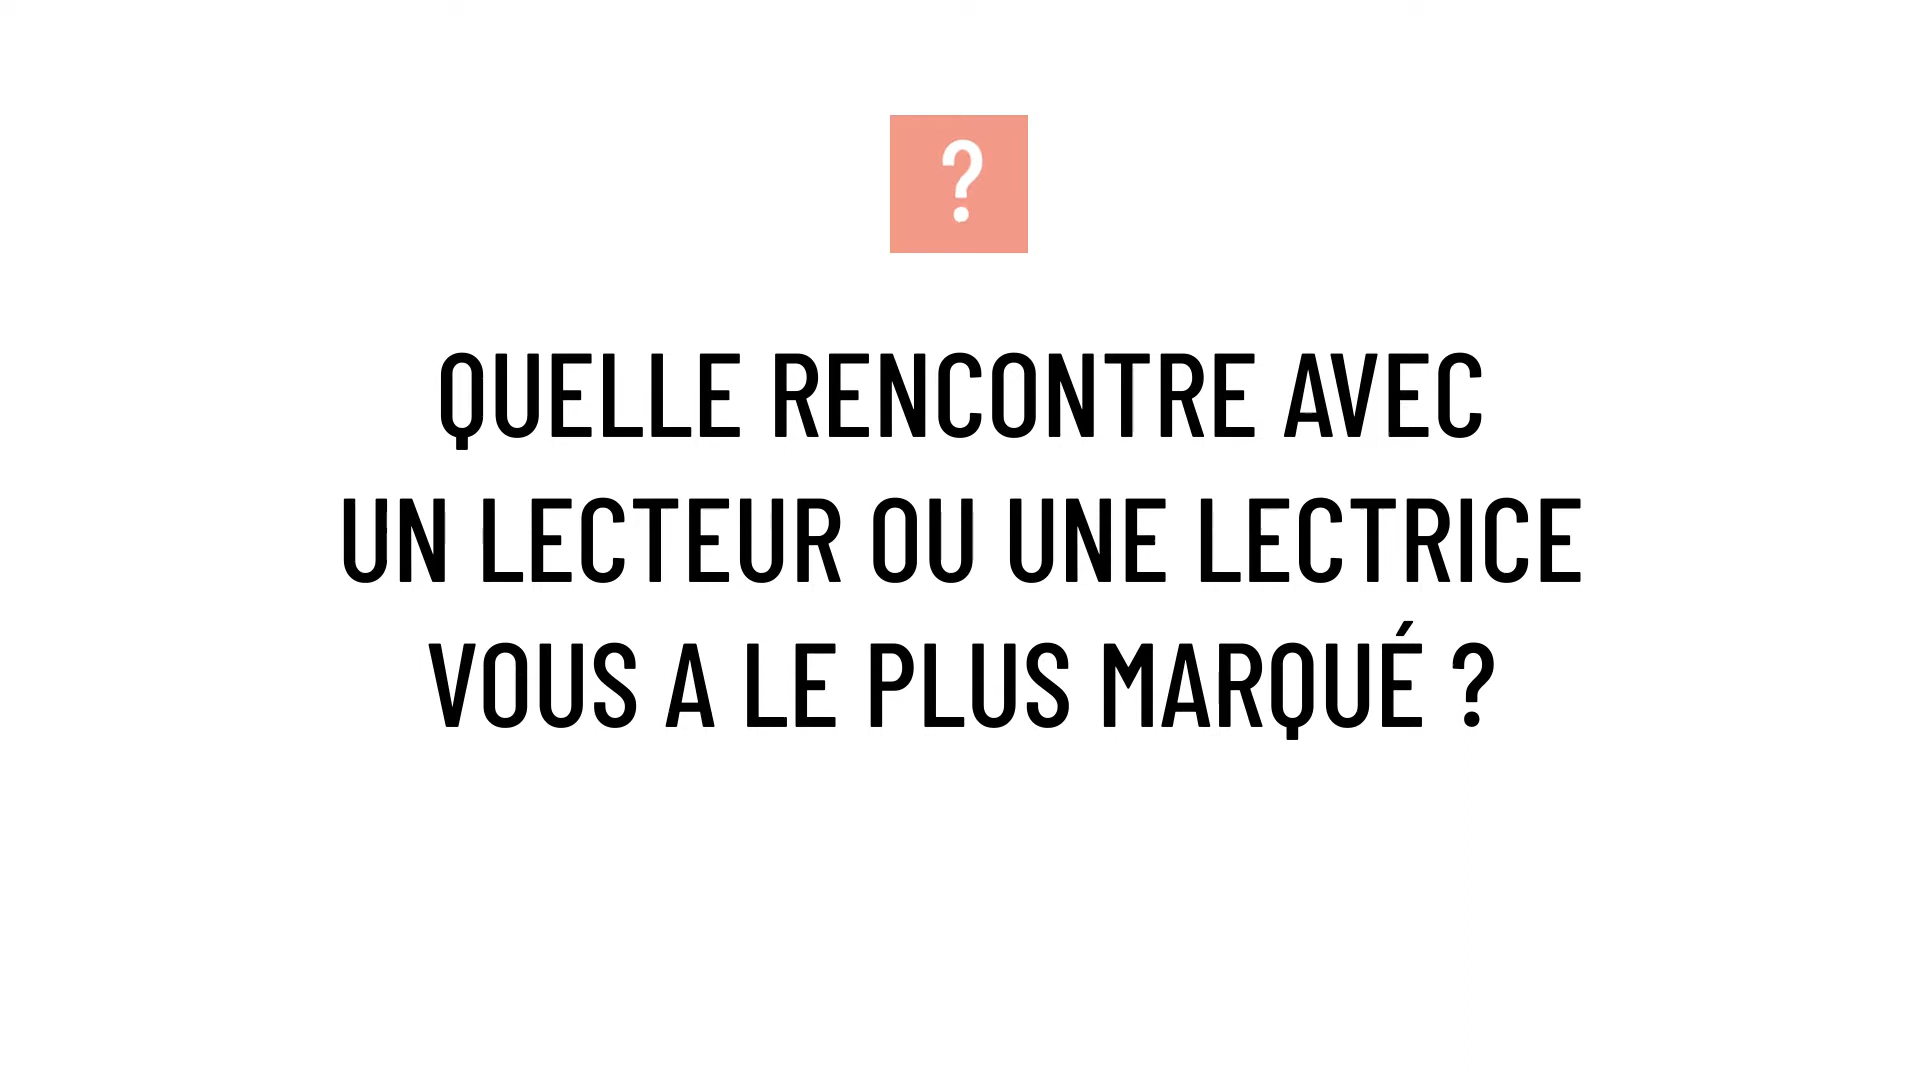 ?
QUELLE RENCONTRE AVEC
UN LECTEUR OU UNE LECTRICE
VOUS A LE PLUS MARQUÉ ?